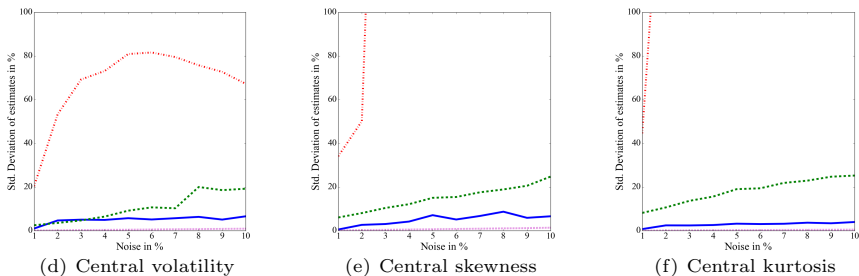 100
80
60
40
20
0
Std. Deviation of estimates in %
1 2 3 4 5 6 7 8 9 10
Noise in %
(d) Central volatility
100
80
60
40
20
0
Std. Deviation of estimates in %
1 2 3 4 5 6 7 8 9 10
Noise in %
(e) Central skewness
100
80
60
40
20
0
Std. Deviation of estimates in %
1 2 3 4 5 6 7 8 9 10
Noise in %
(f) Central kurtosis